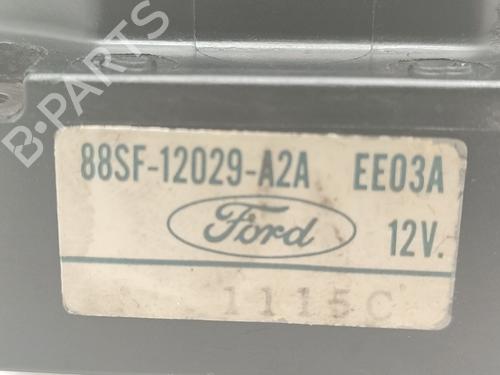 B-PARTS
88SF-12029-A2A EE03A
Ford 12V.
1115C